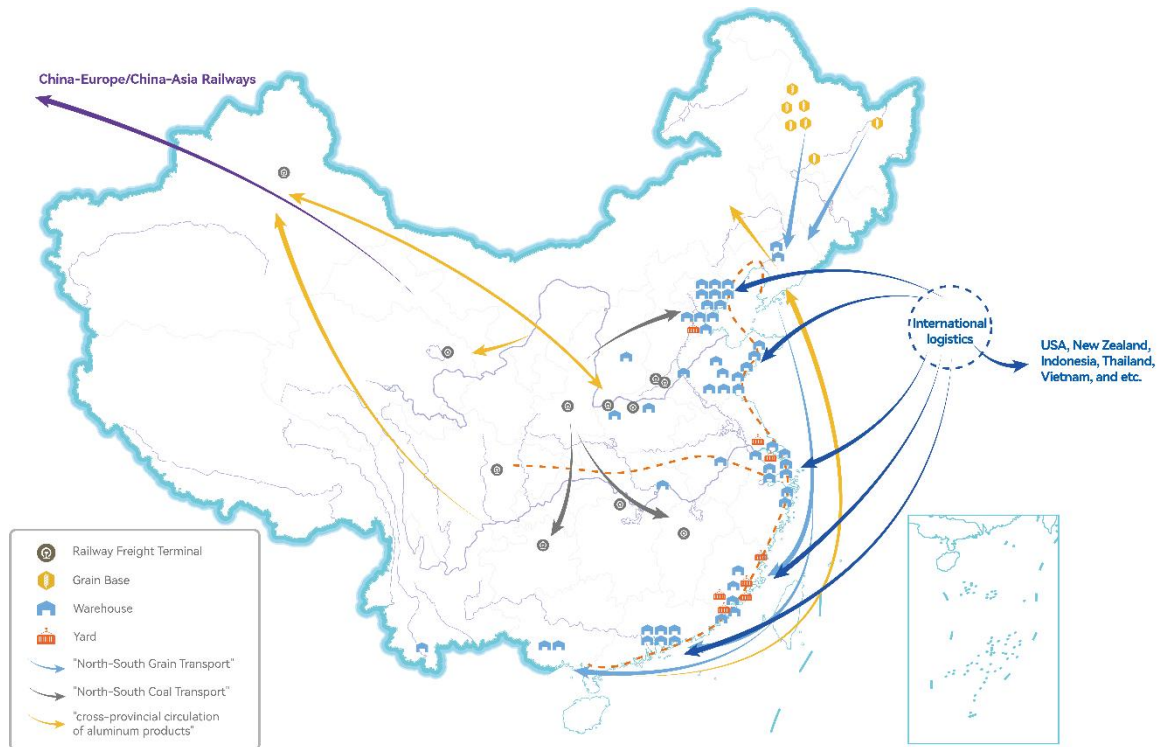 China-Europe/China-Asia Railways
International
logistics
USA, New Zealand,
Indonesia, Thailand,
Vietnam, and etc.
Railway Freight Terminal
Grain Base
Warehouse
Yard
"North-South Grain Transport"
"North-South Coal Transport"
"cross-provincial circulation
of aluminum products"